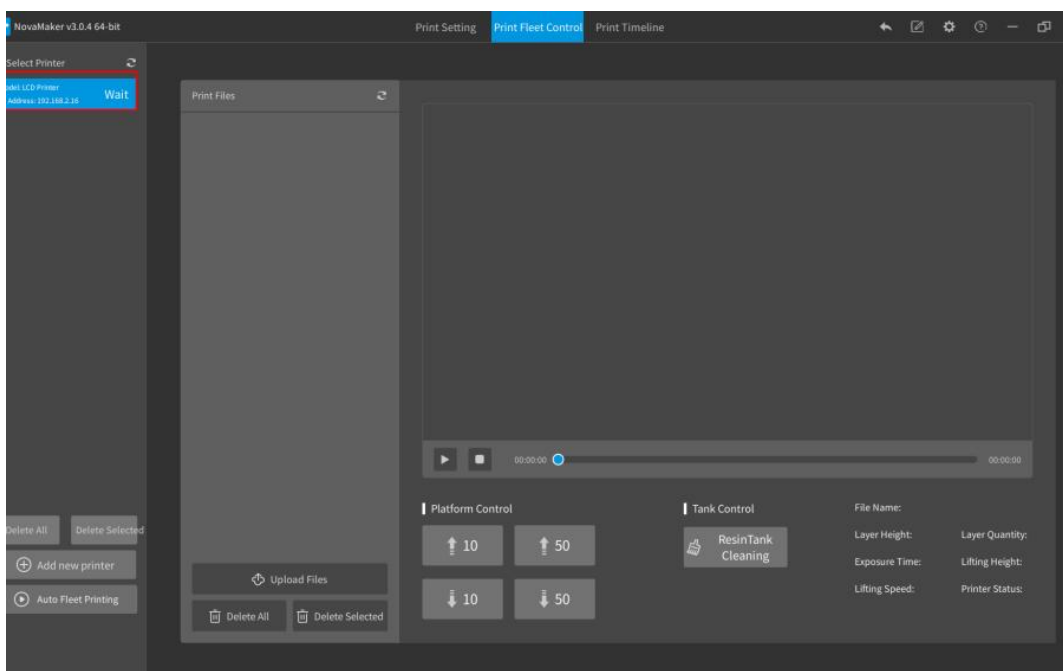 NovaMaker v3.0.4 64-bit
Print Setting
Print Fleet Control
Print Timeline
Select Printer
odel: LCD Printer
Address: 192.168.2.16
Wait
Print Files
00:00:00
00:00:00
Platform Control
10
50
10
50
Tank Control
ResinTank
Cleaning
File Name:
Layer Height:
Layer Quantity:
Exposure Time:
Lifting Height:
Lifting Speed:
Printer Status:
Delete All
Delete Selected
Add new printer
Auto Fleet Printing
Upload Files
Delete All
Delete Selected